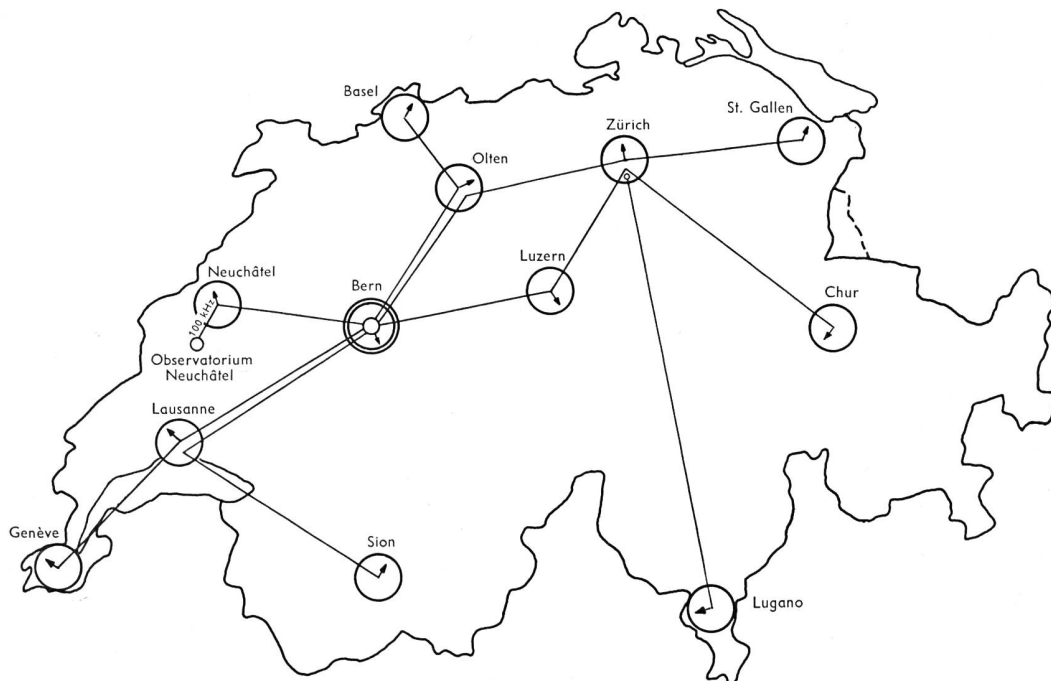 Basel
St. Gallen
Zürich
Olten
Luzern
Neuchâtel
Bern
100 kHz
Chur
Observatorium
Neuchâtel
Lausanne
Genève
Sion
Lugano